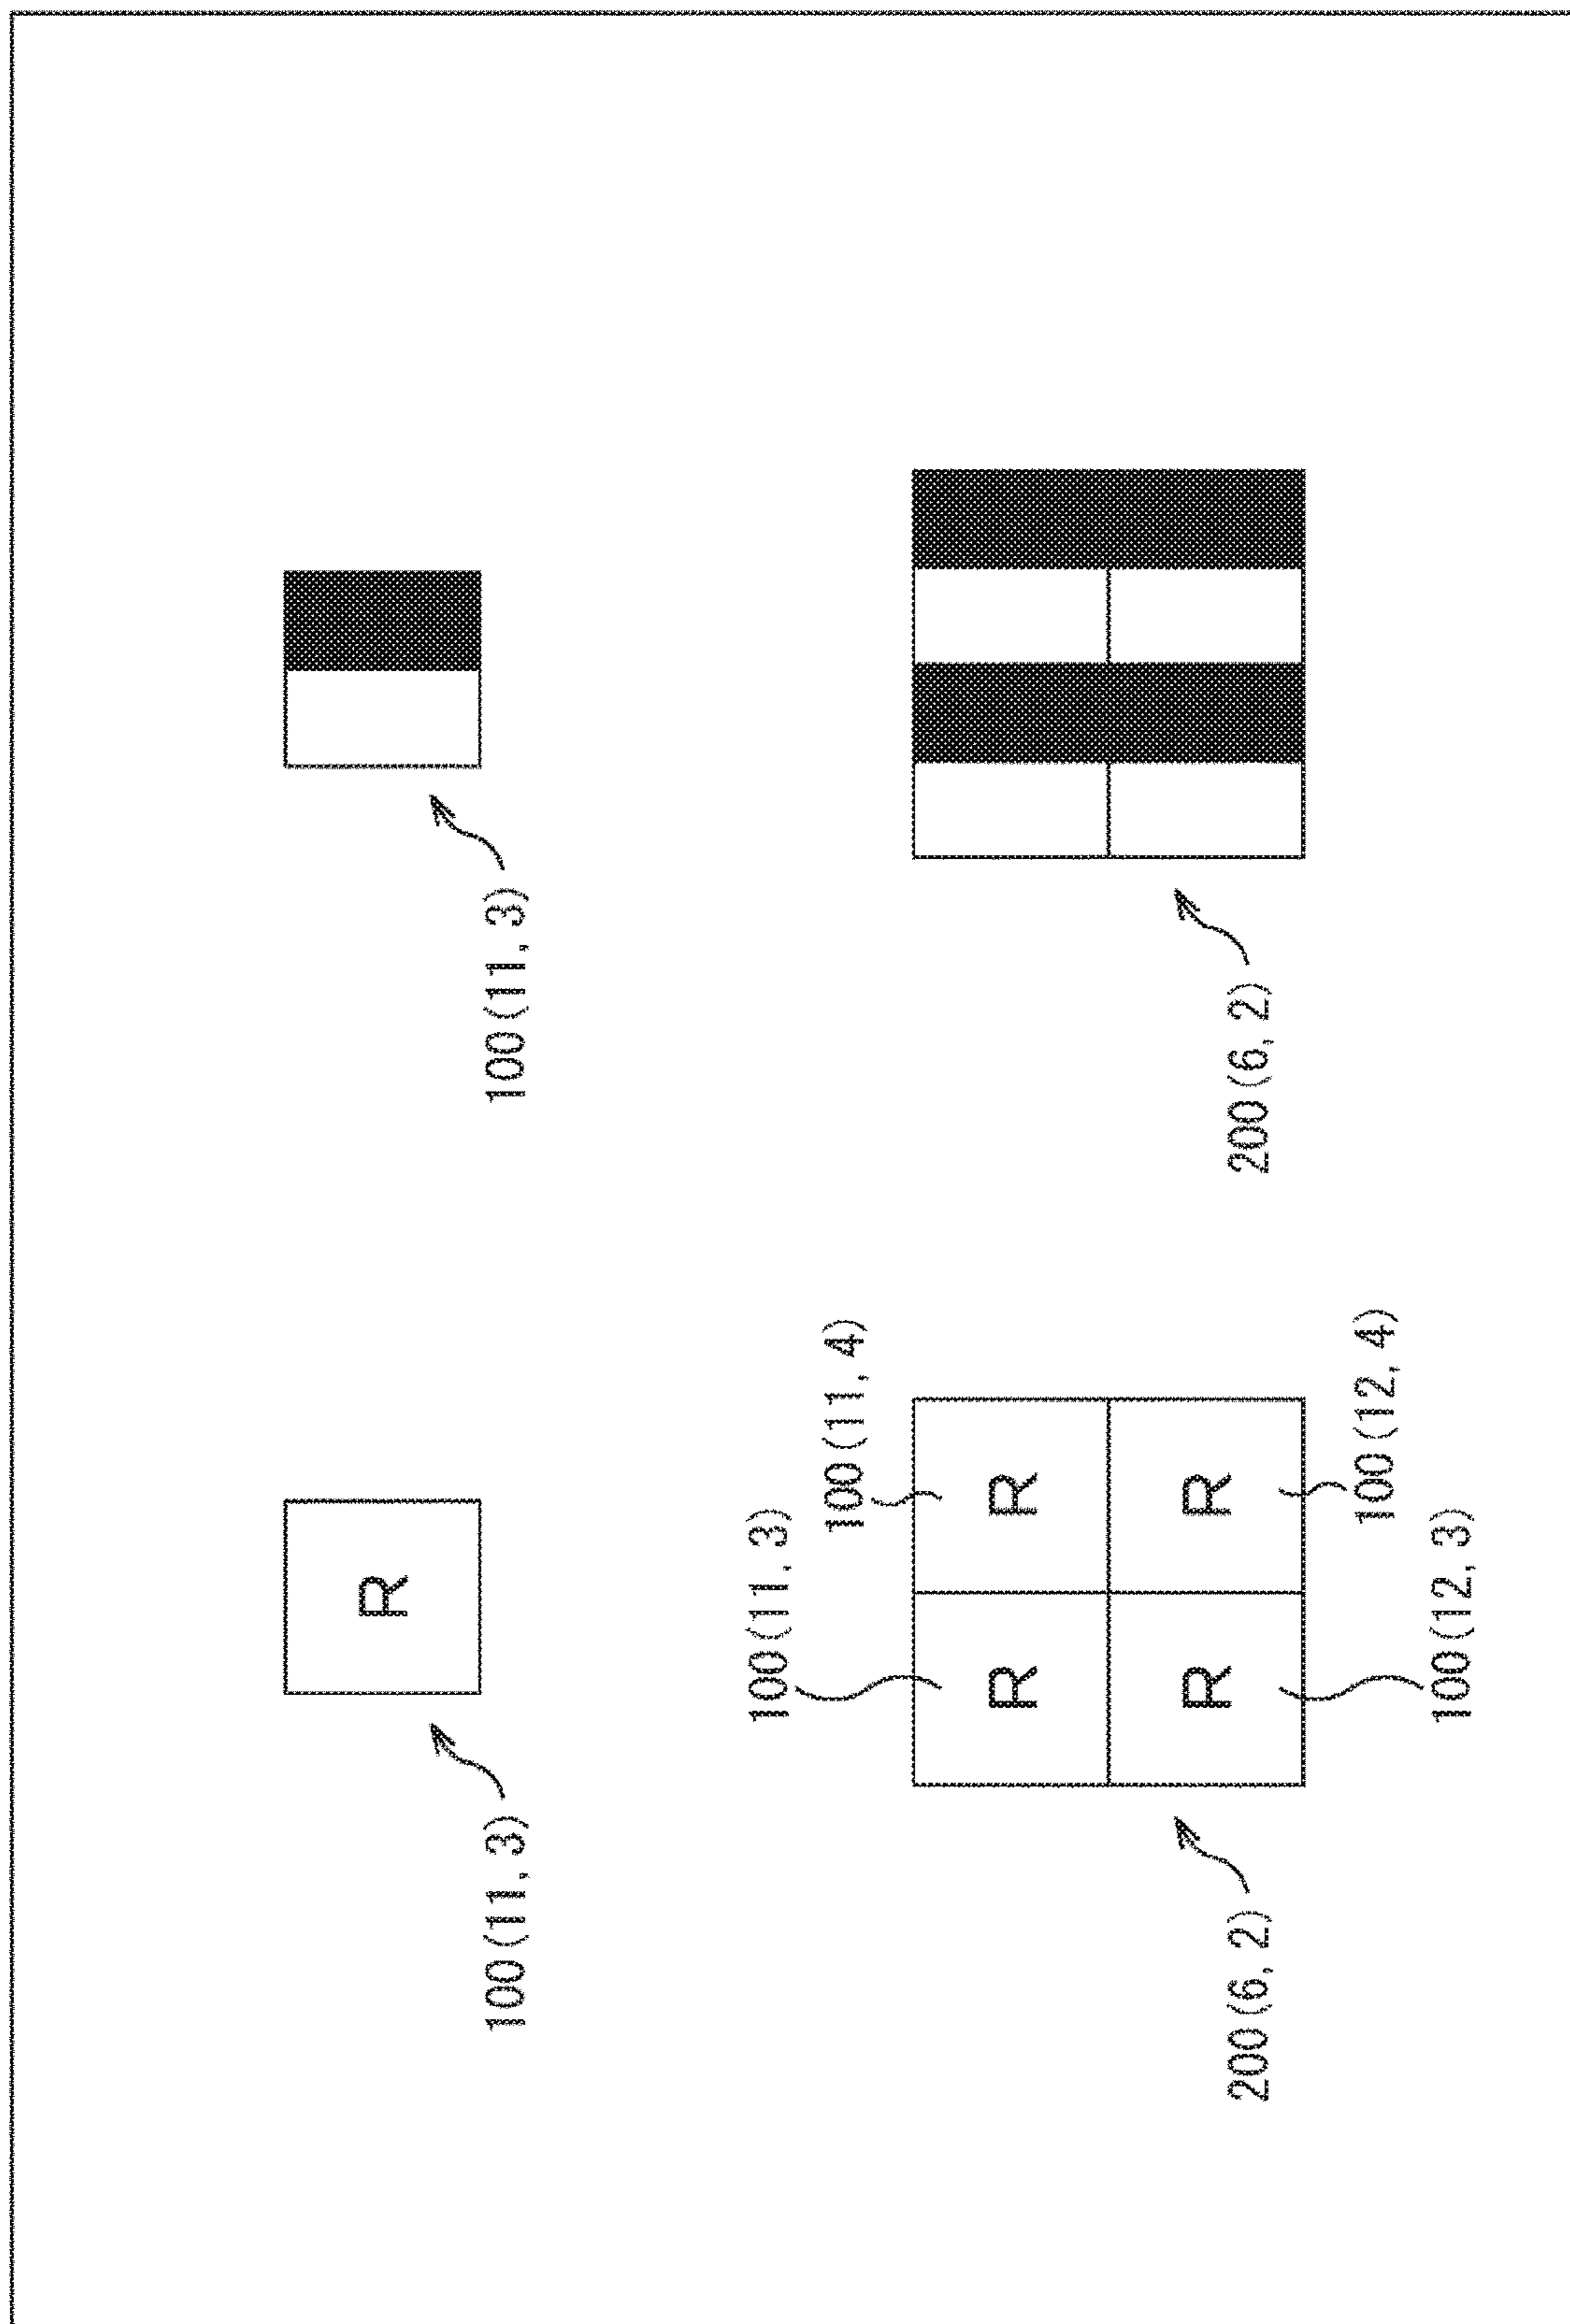 R
100(11, 3)
100(11, 3)
100(11, 3)
100(11, 4)
R R
R R
200(6, 2)
200(6, 2)
100(12, 4)
100(12, 3)